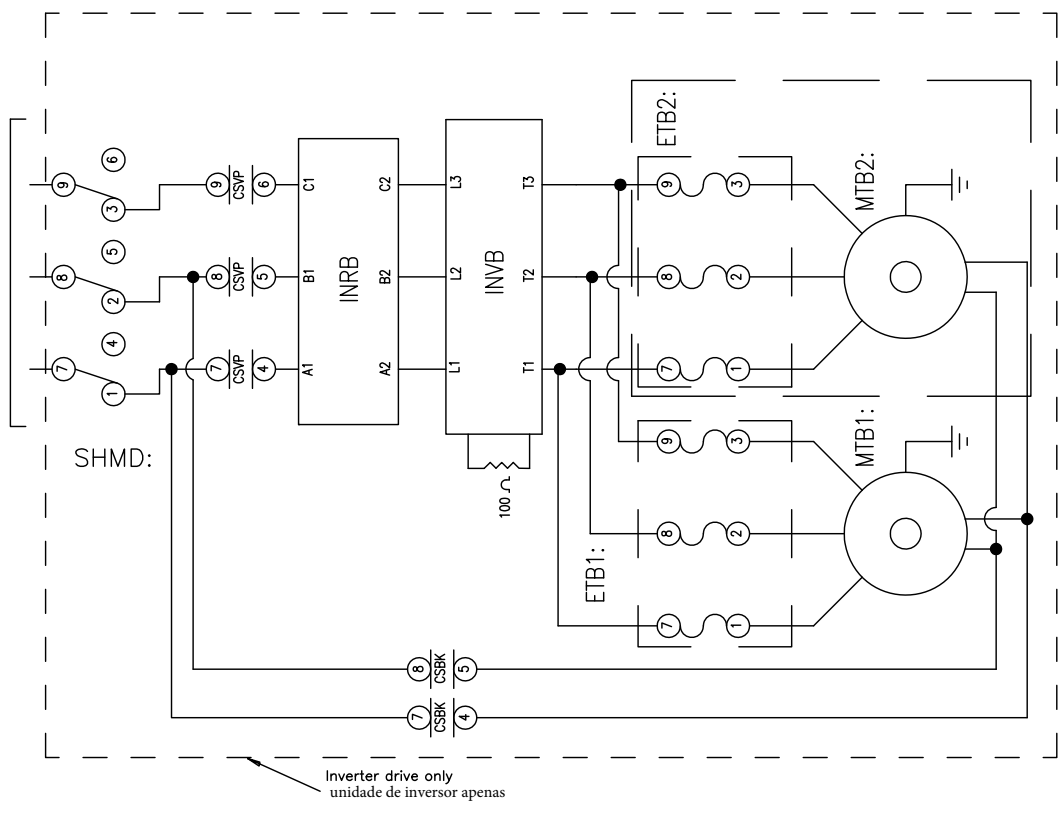 ETB2:
MTB2:
6
9
3
9
CSVP
6
C1
C2
L3
T3
9
3
5
8
2
8
CSVP
5
B1
INRB
B2
L2
INVB
T2
8
2
4
7
1
7
CSVP
4
A1
A2
L1
T1
7
1
SHMD:
100 Ω
MTB1:
9
3
ETB1:
8
2
7
1
8
CSBK
5
7
CSBK
4
Inverter drive only
unidade de inversor apenas